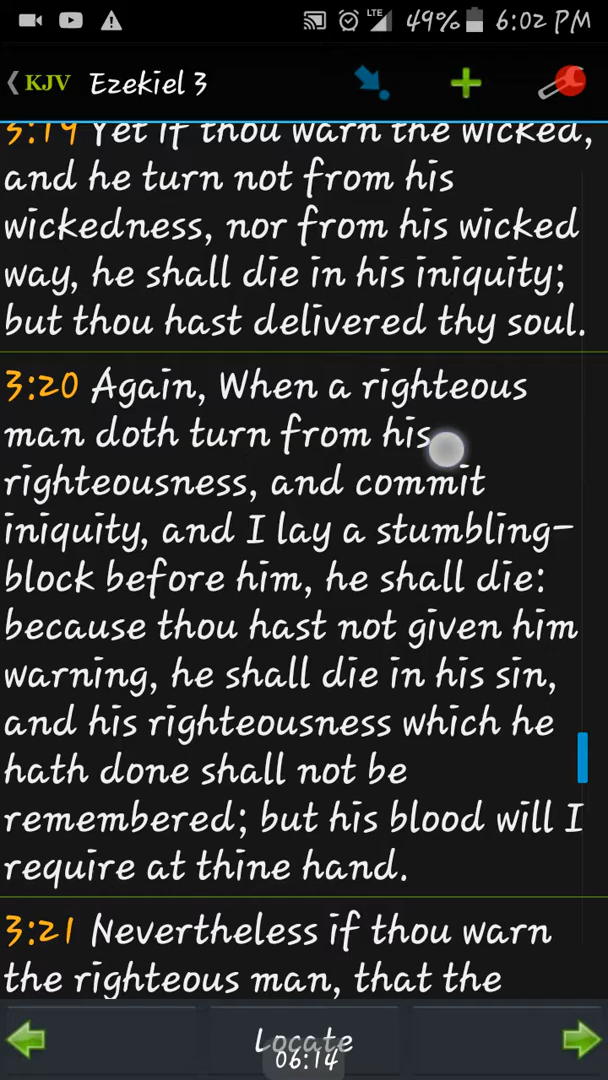 LTE 49% 6:02 PM
KJV Ezekiel 3
3:19 Yet if thou warn the wicked,
and he turn not from his
wickedness, nor from his wicked
way, he shall die in his iniquity;
but thou hast delivered thy soul.
3:20 Again, When a righteous
man doth turn from his
righteousness, and commit
iniquity, and I lay a stumbling-
block before him, he shall die:
because thou hast not given him
warning, he shall die in his sin,
and his righteousness which he
hath done shall not be
remembered; but his blood will I
require at thine hand.
3:21 Nevertheless if thou warn
the righteous man, that the
Locate
06:14